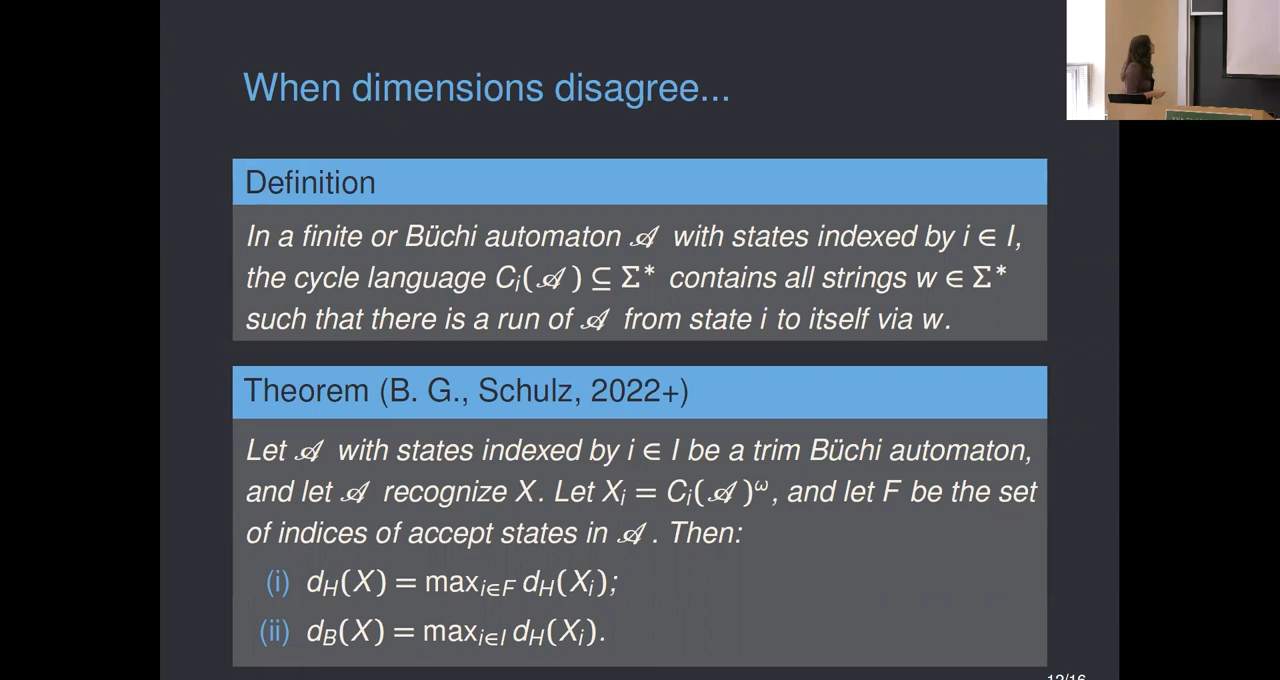 When dimensions disagree...
Definition
In a finite or Büchi automaton 𝒜 with states indexed by i ∈ I,
the cycle language Cᵢ(𝒜) ⊆ Σ* contains all strings w ∈ Σ*
such that there is a run of 𝒜 from state i to itself via w.
Theorem (B. G., Schulz, 2022+)
Let 𝒜 with states indexed by i ∈ I be a trim Büchi automaton,
and let 𝒜 recognize X. Let Xᵢ = Cᵢ(𝒜)^ω, and let F be the set
of indices of accept states in 𝒜. Then:
(i) d_H(X) = max_{i∈F} d_H(Xᵢ);
(ii) d_B(X) = max_{i∈I} d_H(Xᵢ).
12/16